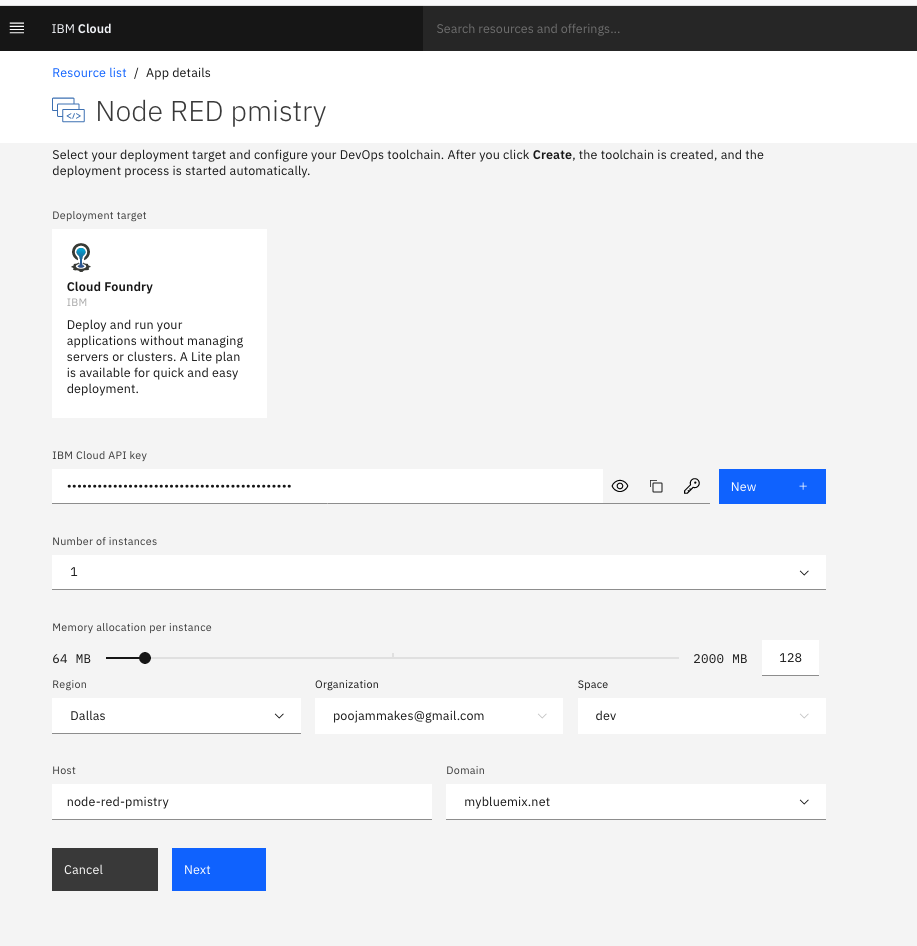 IBM Cloud
Search resources and offerings...
Resource list / App details
</>
Node RED pmistry
Select your deployment target and configure your DevOps toolchain. After you click Create, the toolchain is created, and the
deployment process is started automatically.
Deployment target
Cloud Foundry
IBM
Deploy and run your
applications without managing
servers or clusters. A Lite plan
is available for quick and easy
deployment.
IBM Cloud API key
••••••••••••••••••••••••••••••••••••••••••••
New +
Number of instances
1
Memory allocation per instance
64 MB
2000 MB
128
Region
Organization
Space
Dallas
poojammakes@gmail.com
dev
Host
Domain
node-red-pmistry
mybluemix.net
Cancel
Next